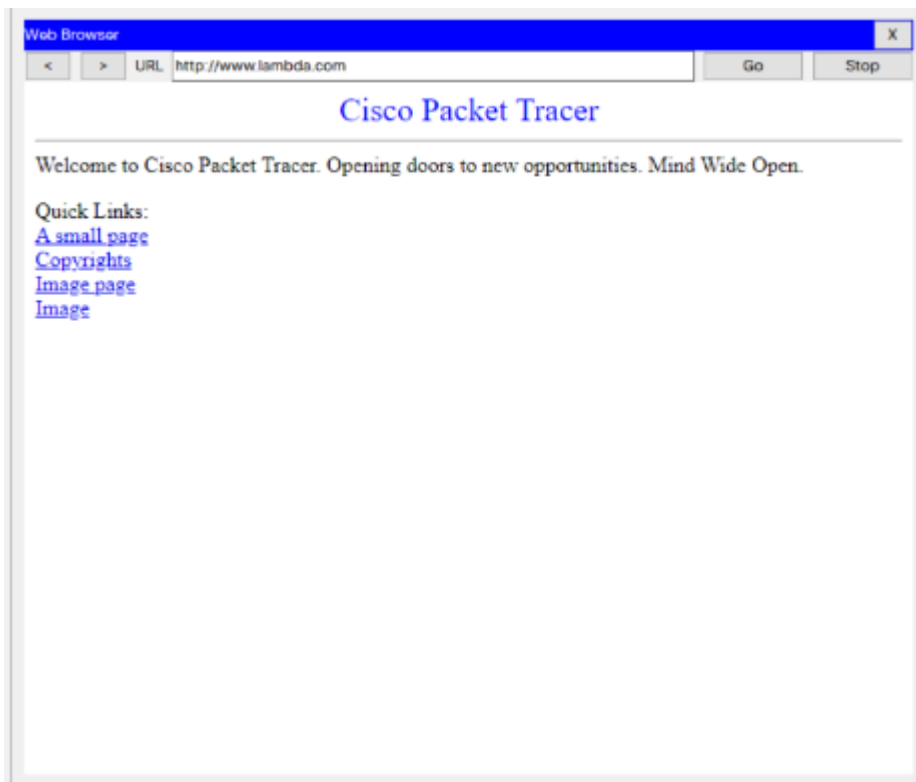 Web Browser X
< > URL http://www.lambda.com Go Stop
Cisco Packet Tracer
Welcome to Cisco Packet Tracer. Opening doors to new opportunities. Mind Wide Open.
Quick Links:
A small page
Copyrights
Image page
Image